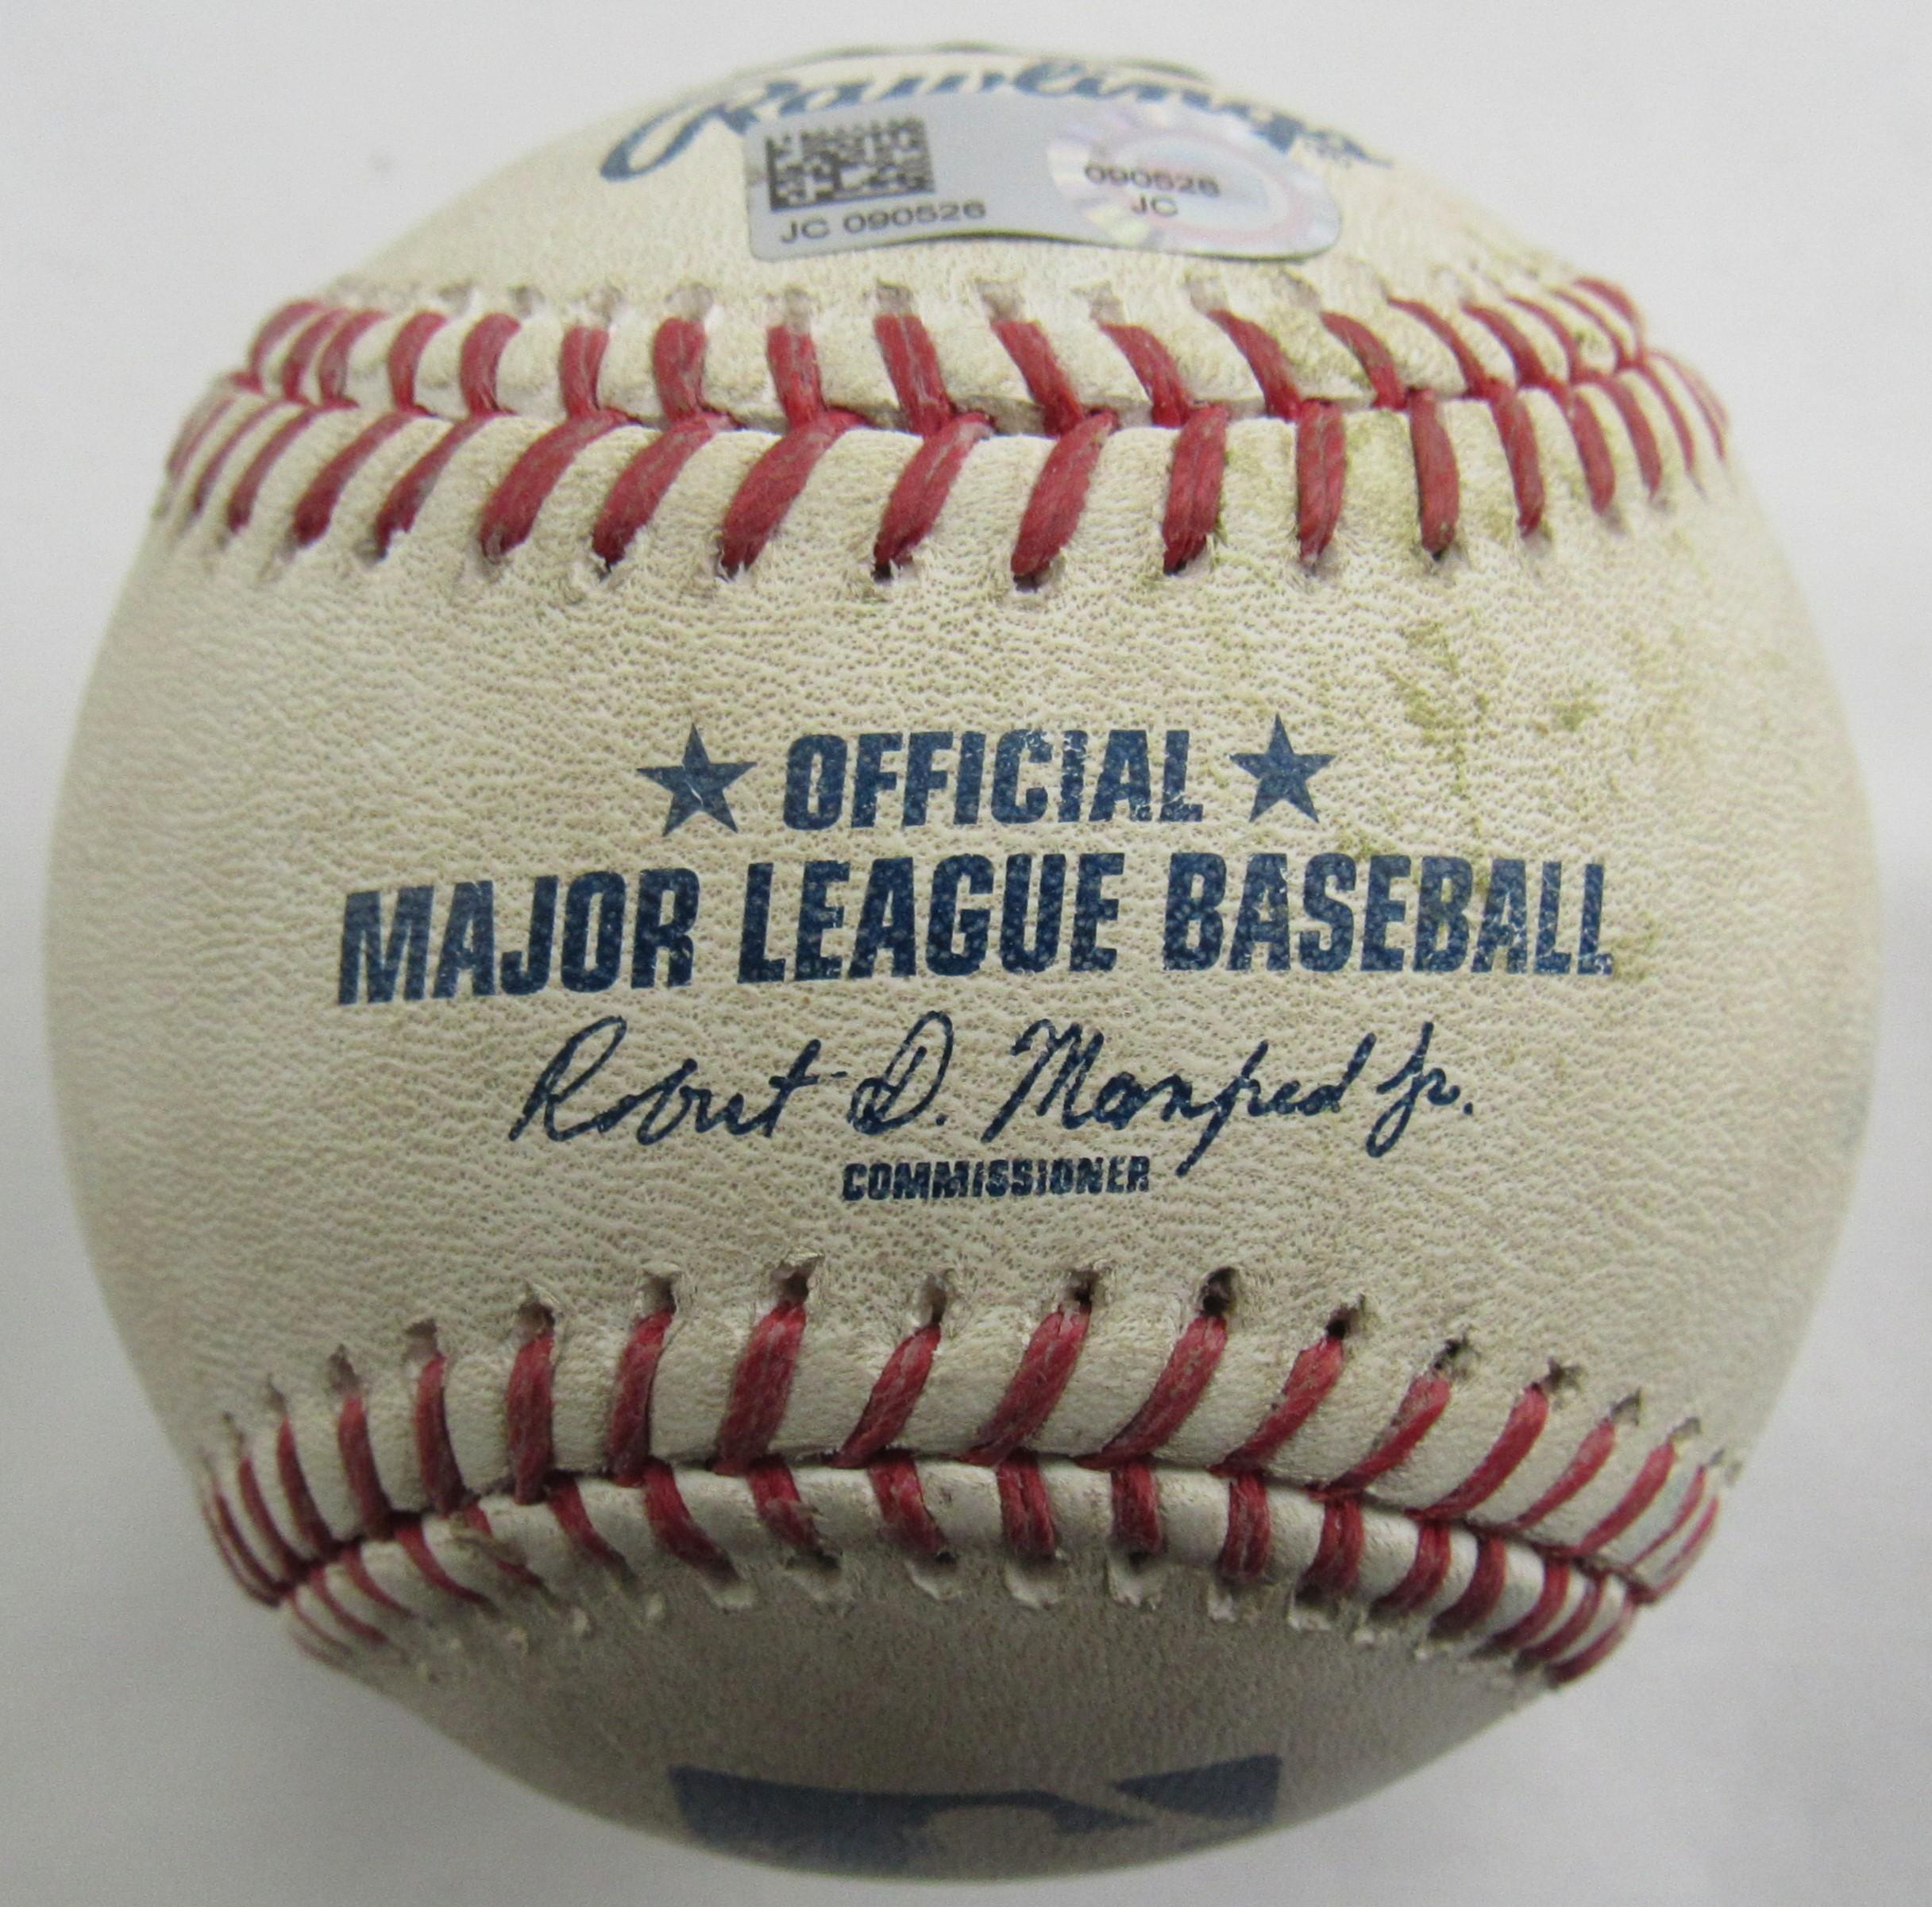 Rawlings
090526
JC
JC 090526
OFFICIAL
MAJOR LEAGUE BASEBALL
Robert D. Manfred Jr.
COMMISSIONER